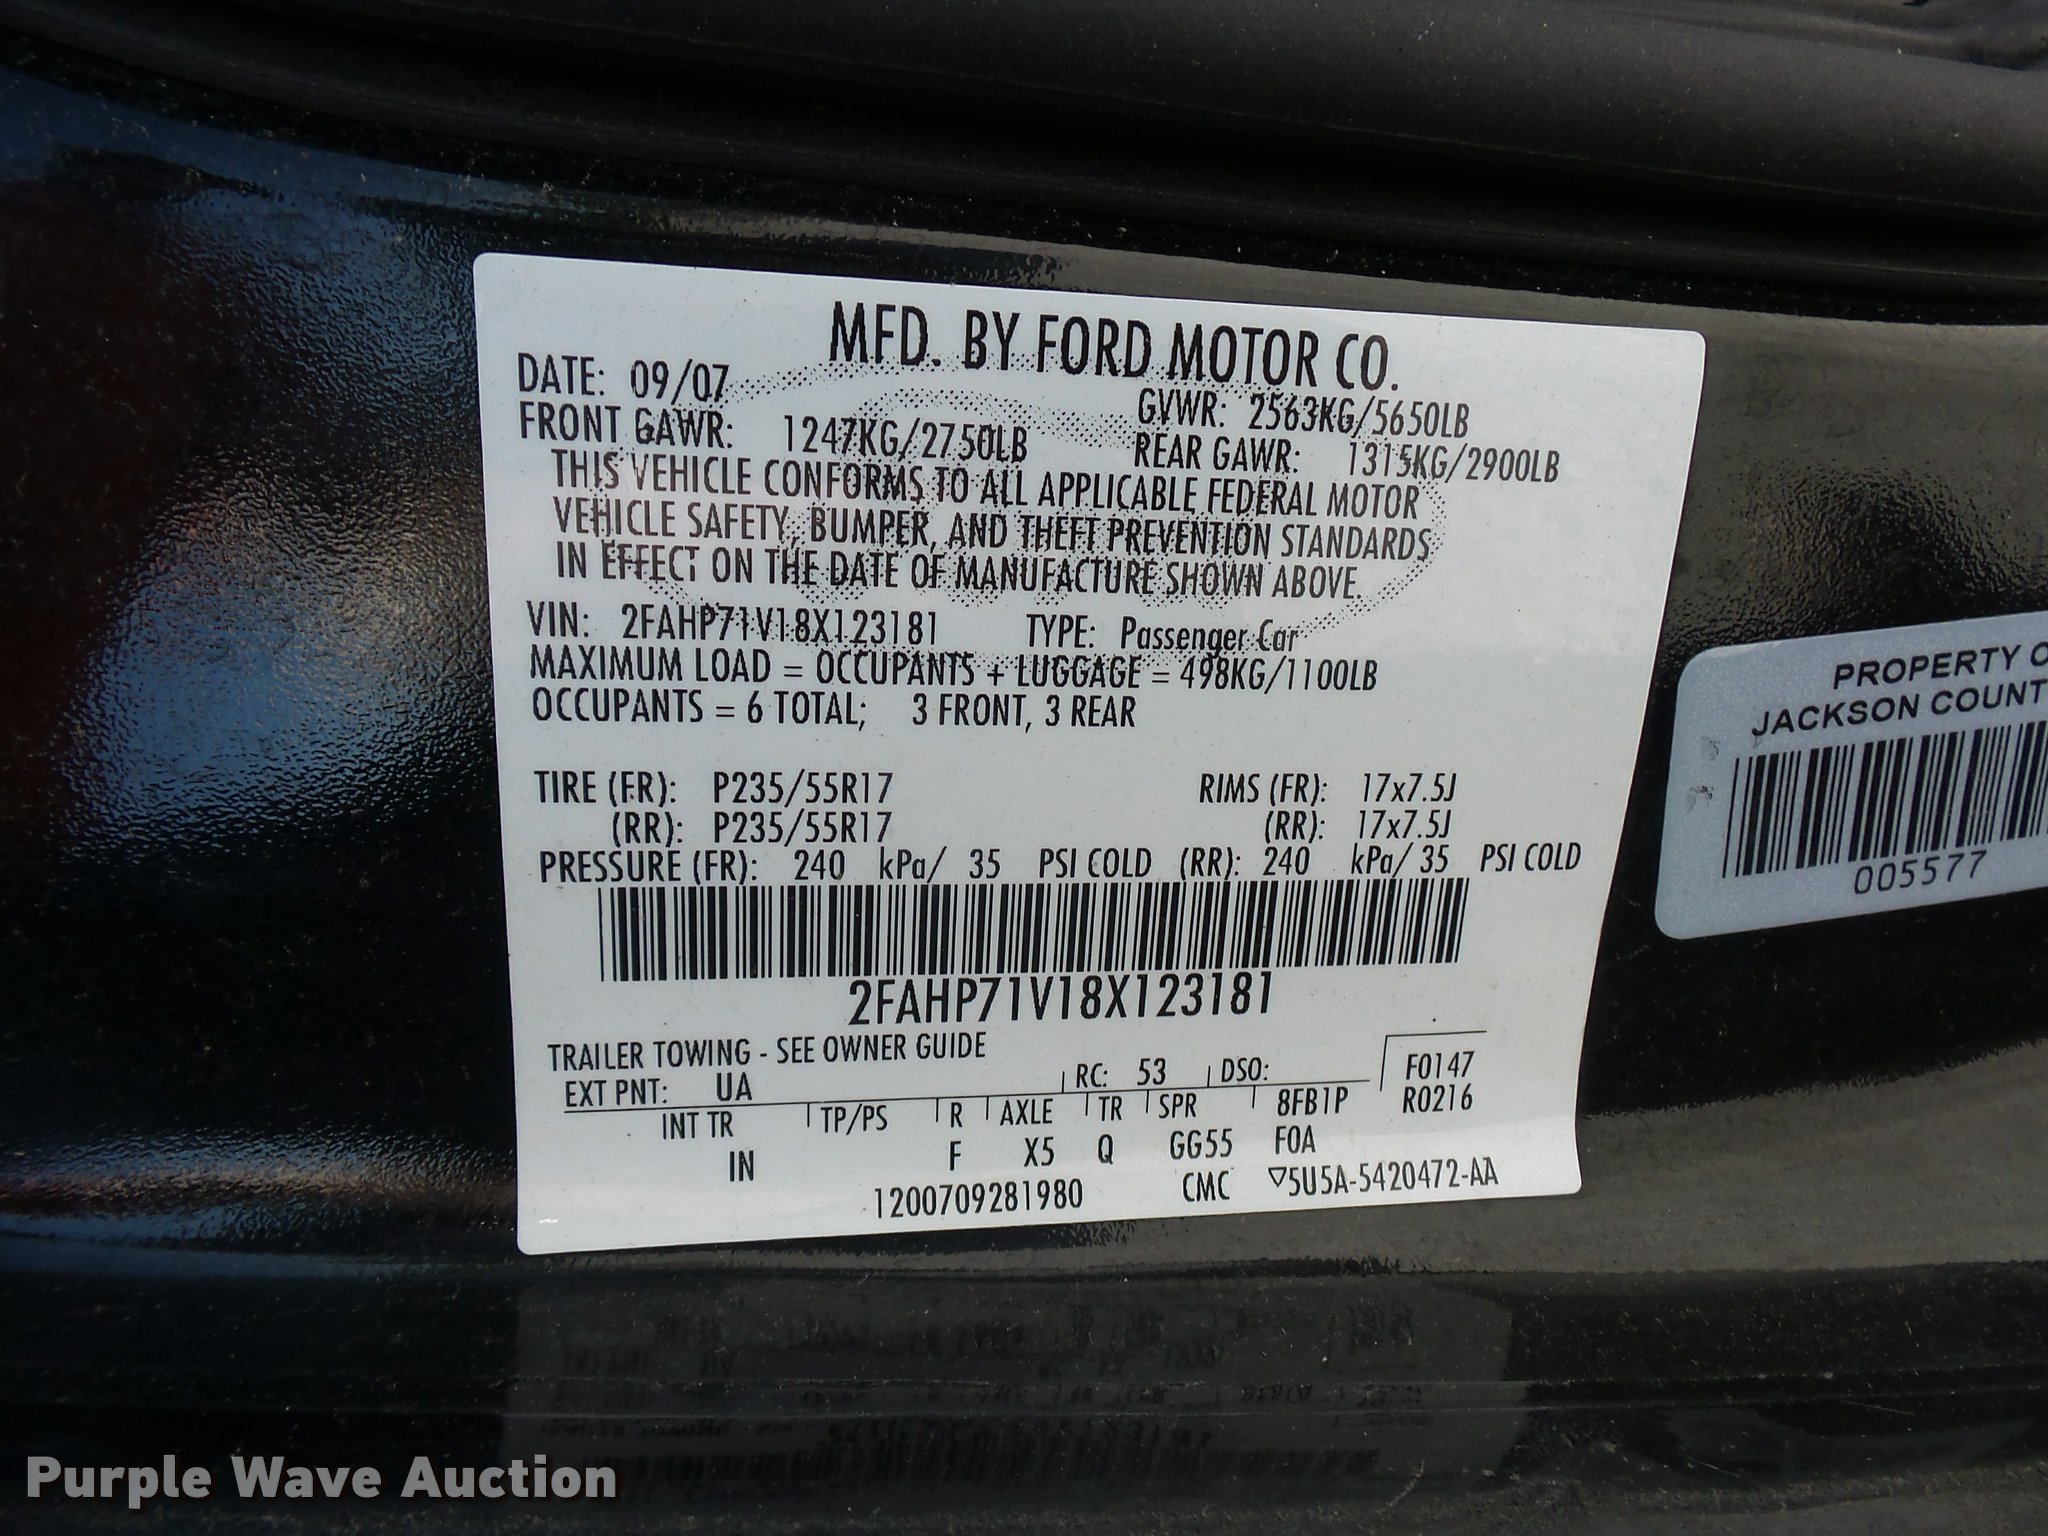 MFD. BY FORD MOTOR CO.
DATE: 09/07
GVWR: 2563KG/5650LB
FRONT GAWR: 1247KG/2750LB
REAR GAWR: 1315KG/2900LB
THIS VEHICLE CONFORMS TO ALL APPLICABLE FEDERAL MOTOR
VEHICLE SAFETY, BUMPER, AND THEFT PREVENTION STANDARDS
IN EFFECT ON THE DATE OF MANUFACTURE SHOWN ABOVE.
VIN: 2FAHP71V18X123181 TYPE: Passenger Car
MAXIMUM LOAD = OCCUPANTS + LUGGAGE = 498KG/1100LB
OCCUPANTS = 6 TOTAL; 3 FRONT, 3 REAR
TIRE (FR): P235/55R17 RIMS (FR): 17x7.5J
(RR): P235/55R17 (RR): 17x7.5J
PRESSURE (FR): 240 kPa/ 35 PSI COLD (RR): 240 kPa/ 35 PSI COLD
2FAHP71V18X123181
TRAILER TOWING - SEE OWNER GUIDE
EXT PNT: UA RC: 53 DSO: F0147
INT TR TP/PS R AXLE TR SPR 8FB1P R0216
IN F X5 Q GG55 F0A
1200709281980 CMC ▽5U5A-5420472-AA
PROPERTY
JACKSON
005577
Purple Wave Auction